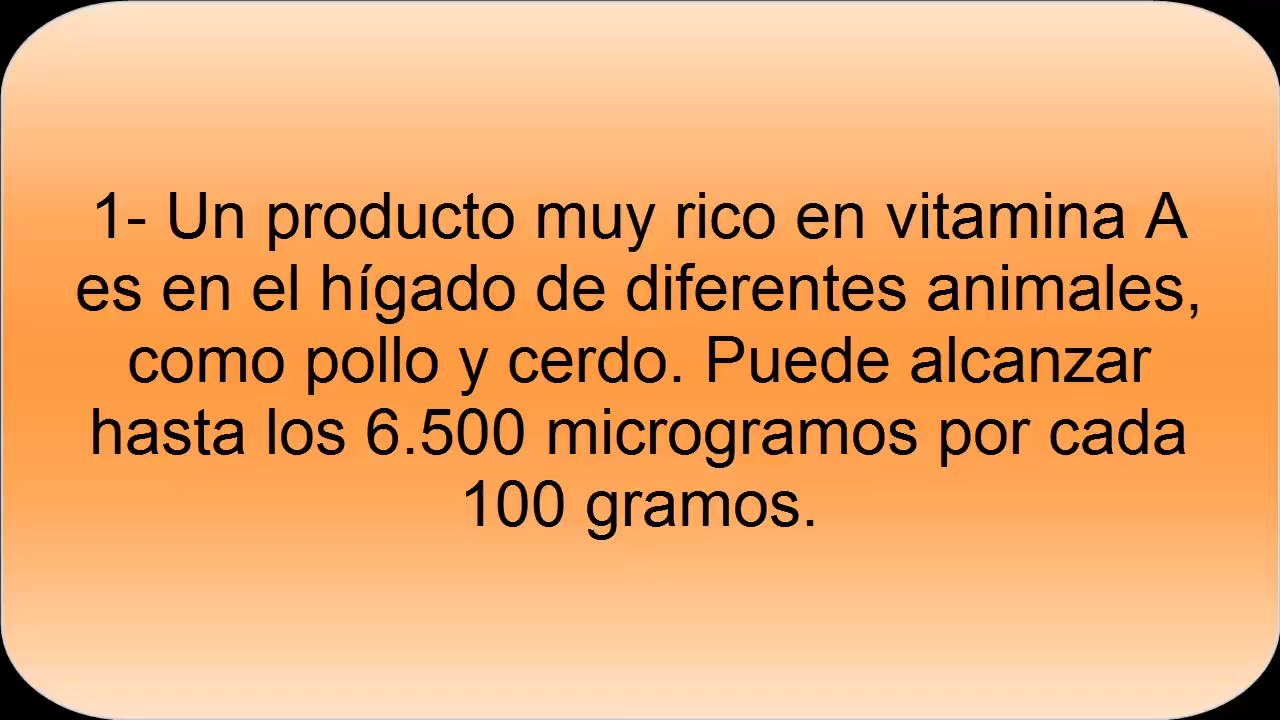 1- Un producto muy rico en vitamina A
es en el hígado de diferentes animales,
como pollo y cerdo. Puede alcanzar
hasta los 6.500 microgramos por cada
100 gramos.